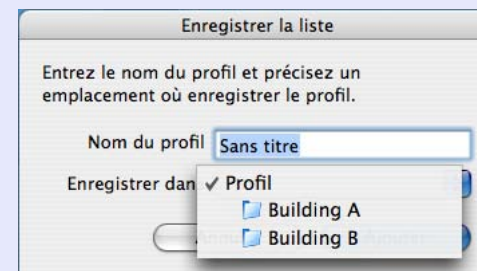 Enregistrer la liste
Entrez le nom du profil et précisez un
emplacement où enregistrer le profil.
Nom du profil Sans titre
Enregistrer dan ✓ Profil
Building A
Building B